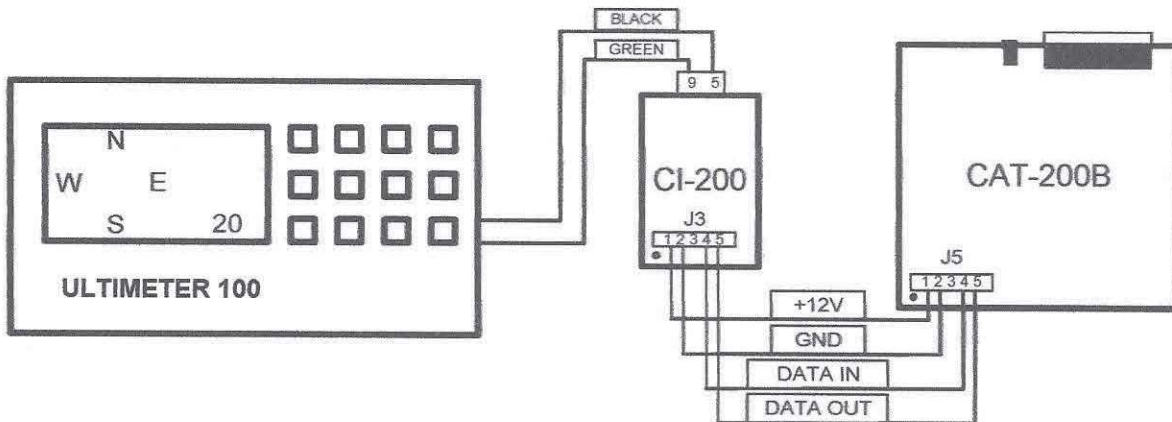 BLACK
GREEN
9 5
N
W E
S 20
ULTIMETER 100
CI-200
J3
1 2 3 4 5
CAT-200B
J5
1 2 3 4 5
+12V
GND
DATA IN
DATA OUT